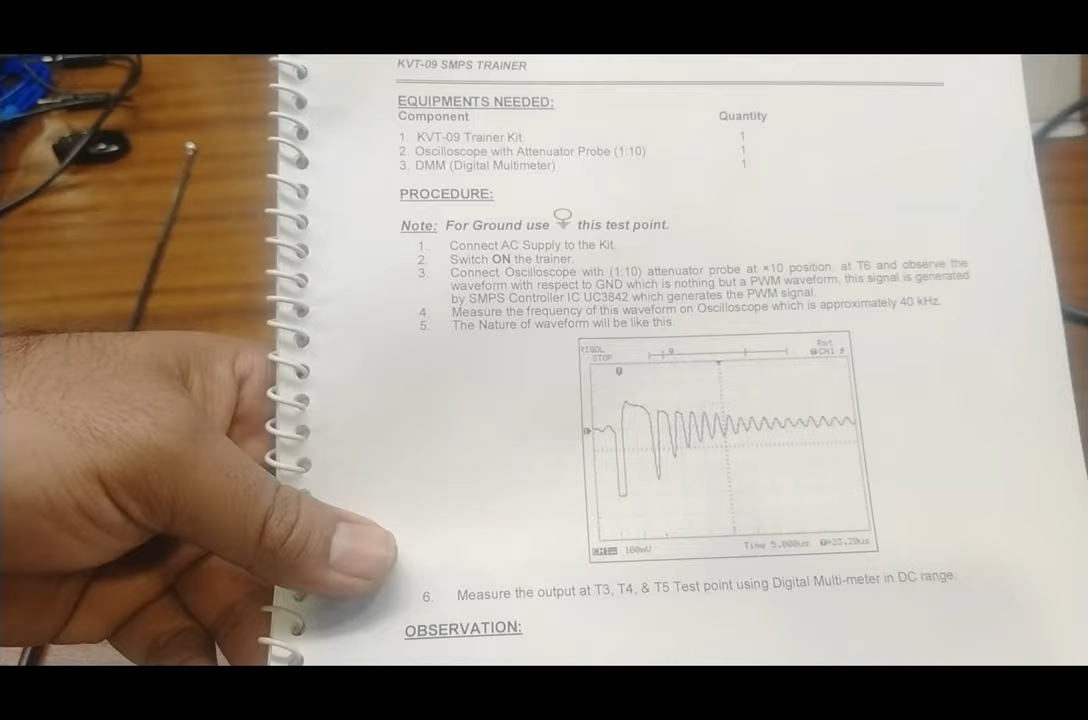 KVT-09 SMPS TRAINER
EQUIPMENTS NEEDED:
Component Quantity
1. KVT-09 Trainer Kit 1
2. Oscilloscope with Attenuator Probe (1:10) 1
3. DMM (Digital Multimeter) 1
PROCEDURE:
Note: For Ground use this test point.
1. Connect AC Supply to the Kit.
2. Switch ON the trainer.
3. Connect Oscilloscope with (1:10) attenuator probe at ×10 position, at T6 and observe the
waveform with respect to GND which is nothing but a PWM waveform, this signal is generated
by SMPS Controller IC UC3842 which generates the PWM signal.
4. Measure the frequency of this waveform on Oscilloscope which is approximately 40 kHz.
5. The Nature of waveform will be like this.
RIGOL
STOP
CH1
100mV Time 5.000us +23.20us
6. Measure the output at T3, T4, & T5 Test point using Digital Multi-meter in DC range.
OBSERVATION: